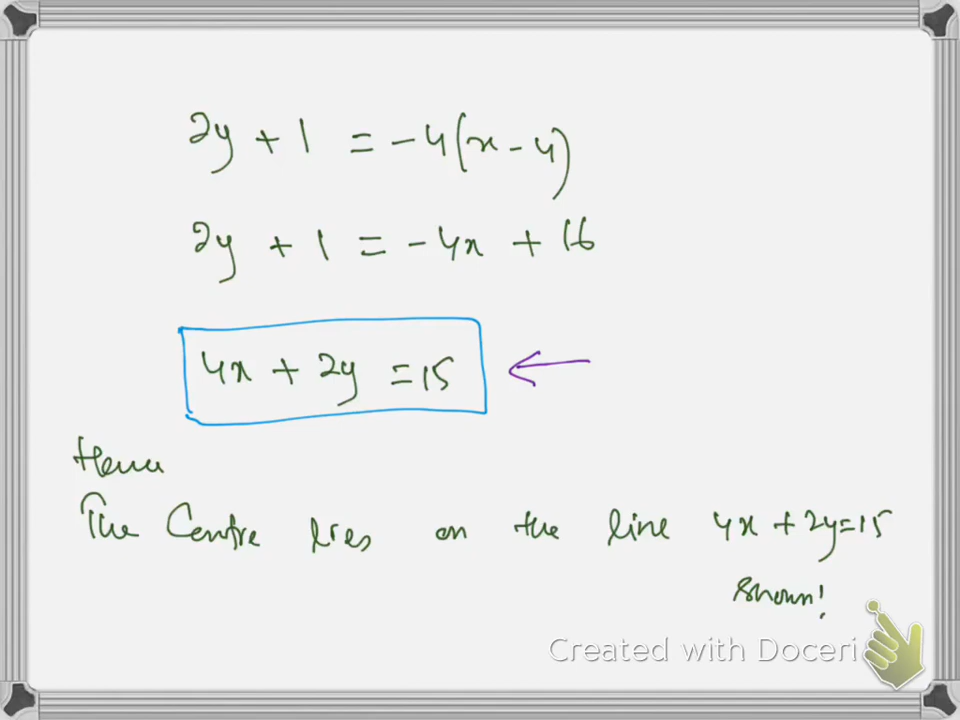 2y + 1 = -4(x - 4)
2y + 1 = -4x + 16
4x + 2y = 15
Hence
The Centre lies on the line 4x + 2y = 15
shown!
Created with Doceri